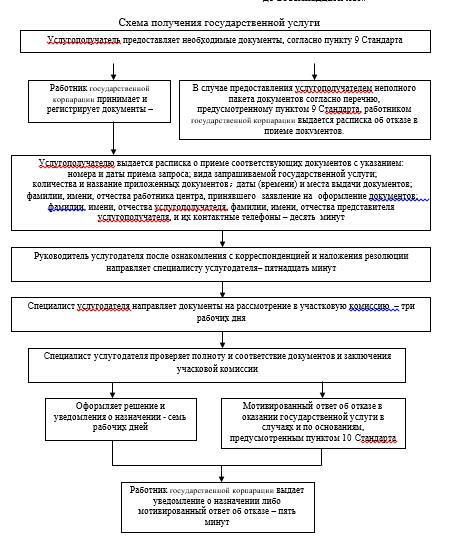 Схема получения государственной услуги
Услугополучатель предоставляет необходимые документы, согласно пункту 9 Стандарта
Работник государственной
корпарации принимает и
регистрирует документы –
В случае предоставления услугополучателем неполного
пакета документов согласно перечню,
предусмотренному пунктом 9 Стандарта, работником
государственной корпарации выдается расписка об отказе в
приеме документов.
Услугополучателю выдается расписка о приеме соответствующих документов с указанием:
номера и даты приема запроса; вида запрашиваемой государственной услуги;
количества и название приложенных документов; даты (времени) и места выдачи документов;
фамилии, имени, отчества работника центра, принявшего заявление на оформление документов;
фамилии, имени, отчества услугополучателя, фамилии, имени, отчества представителя
услугополучателя, и их контактные телефоны – десять минут
Руководитель услугодателя после ознакомления с корреспонденцией и наложения резолюции
направляет специалисту услугодателя– пятнадцать минут
Специалист услугодателя направляет документы на рассмотрение в участковую комиссию – три
рабочих дня
Специалист услугодателя проверяет полноту и соответствие документов и заключения
учасковой комиссии
Оформляет решение и
уведомления о назначении - семь
рабочих дней
Мотивированный ответ об отказе в
оказании государственной услуги в
случаях и по основаниям,
предусмотренным пунктом 10 Стандарта
Работник государственной корпарации выдает
уведомление о назначении либо
мотивированный ответ об отказе – пять
минут